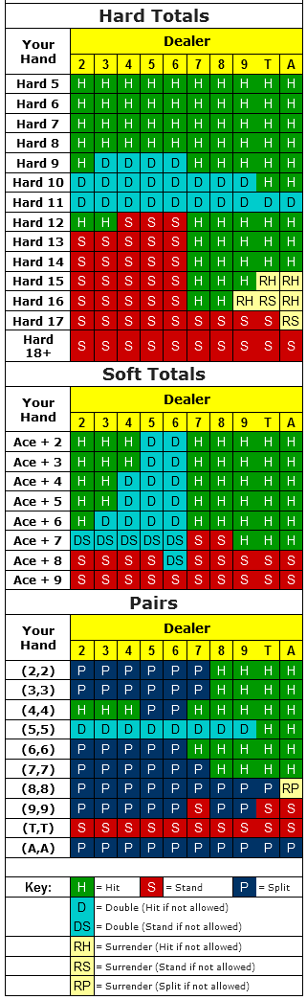 Hard Totals
Your Hand Dealer
2 3 4 5 6 7 8 9 T A
Hard 5 H H H H H H H H H H
Hard 6 H H H H H H H H H H
Hard 7 H H H H H H H H H H
Hard 8 H H H H H H H H H H
Hard 9 H D D D D H H H H H
Hard 10 D D D D D D D D H H
Hard 11 D D D D D D D D D D
Hard 12 H H S S S H H H H H
Hard 13 S S S S S H H H H H
Hard 14 S S S S S H H H H H
Hard 15 S S S S S H H H RH RH
Hard 16 S S S S S H H RH RS RH
Hard 17 S S S S S S S S S RS
Hard 18+ S S S S S S S S S S
Soft Totals
Your Hand Dealer
2 3 4 5 6 7 8 9 T A
Ace + 2 H H H D D H H H H H
Ace + 3 H H H D D H H H H H
Ace + 4 H H D D D H H H H H
Ace + 5 H H D D D H H H H H
Ace + 6 H D D D D H H H H H
Ace + 7 DS DS DS DS DS S S H H H
Ace + 8 S S S S DS S S S S S
Ace + 9 S S S S S S S S S S
Pairs
Your Hand Dealer
2 3 4 5 6 7 8 9 T A
(2,2) P P P P P P H H H H
(3,3) P P P P P P H H H H
(4,4) H H H P P H H H H H
(5,5) D D D D D D D D H H
(6,6) P P P P P H H H H H
(7,7) P P P P P P H H H H
(8,8) P P P P P P P P P RP
(9,9) P P P P P S P P S S
(T,T) S S S S S S S S S S
(A,A) P P P P P P P P P P
Key: H = Hit S = Stand P = Split
D = Double (Hit if not allowed)
DS = Double (Stand if not allowed)
RH = Surrender (Hit if not allowed)
RS = Surrender (Stand if not allowed)
RP = Surrender (Split if not allowed)